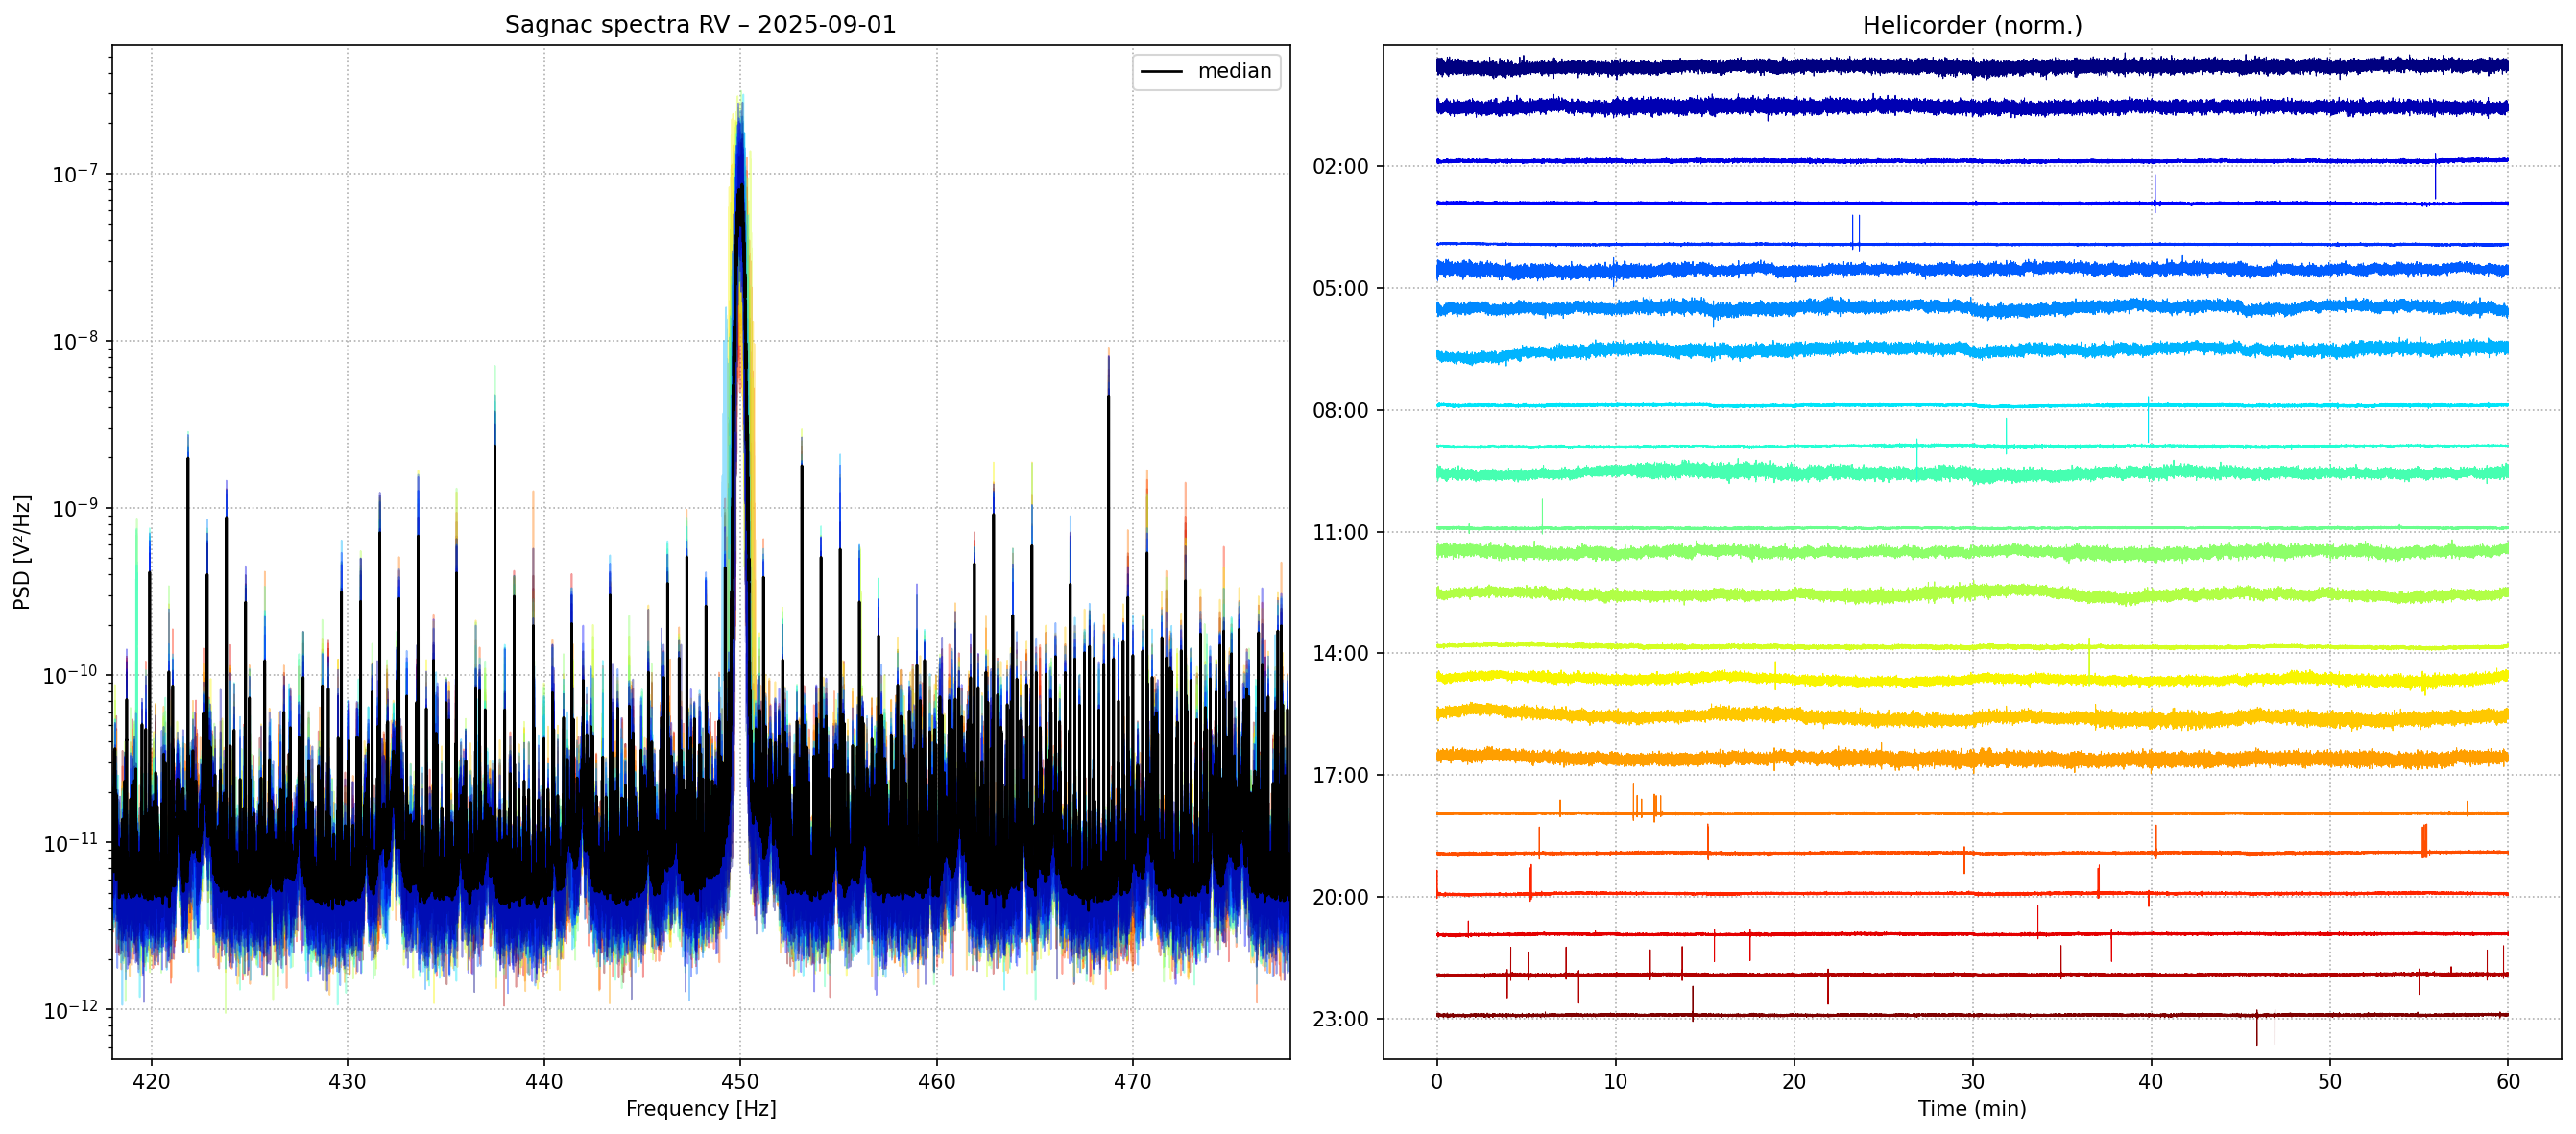 Sagnac spectra RV – 2025-09-01
median
PSD [V²/Hz]
10⁻⁷
10⁻⁸
10⁻⁹
10⁻¹⁰
10⁻¹¹
10⁻¹²
420 430 440 450 460 470
Frequency [Hz]
Helicorder (norm.)
02:00
05:00
08:00
11:00
14:00
17:00
20:00
23:00
0 10 20 30 40 50 60
Time (min)